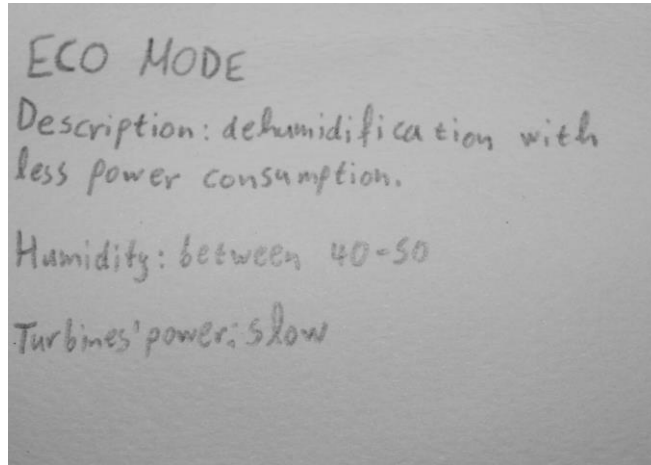 ECO MODE
Description: dehumidification with
less power consumption.
Humidity: between 40-50
Turbines' power: slow